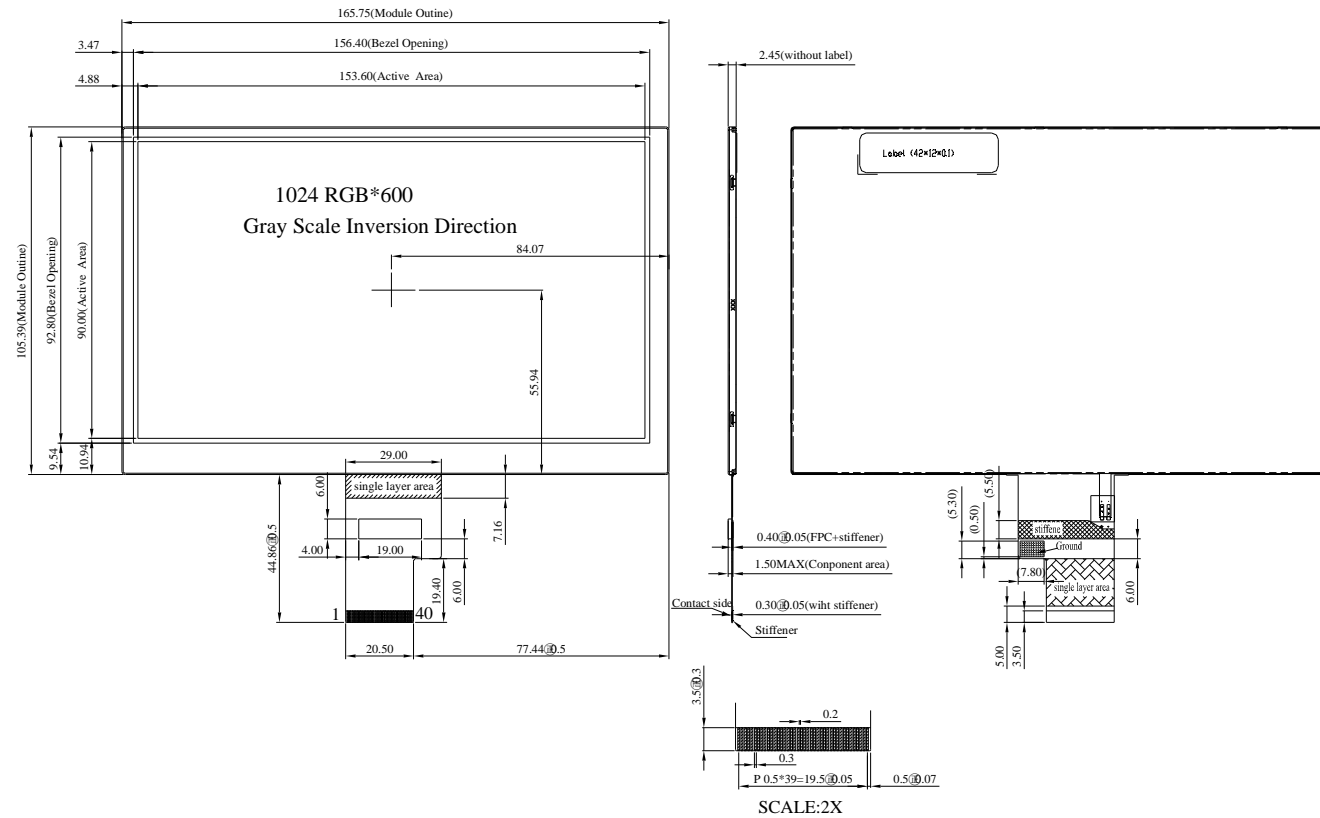 165.75(Module Outine)
3.47
156.40(Bezel Opening)
2.45(without label)
4.88
153.60(Active Area)
Label (42*12*0.1)
1024 RGB*600
Gray Scale Inversion Direction
84.07
105.39(Module Outine)
92.80(Bezel Opening)
90.00(Active Area)
55.94
9.54
10.94
29.00
single layer area
6.00
7.16
44.86 0.5
4.00
19.00
19.40
6.00
1
40
20.50
77.44 0.5
0.40 0.05(FPC+stiffener)
1.50MAX(Conponent area)
Contact side
0.30 0.05(wiht stiffener)
Stiffener
(5.50)
(0.50)
(5.30)
stiffene
Ground
(7.80)
single layer area
6.00
5.00
3.50
3.5 0.3
0.2
0.3
P 0.5*39=19.5 0.05
0.5 0.07
SCALE:2X